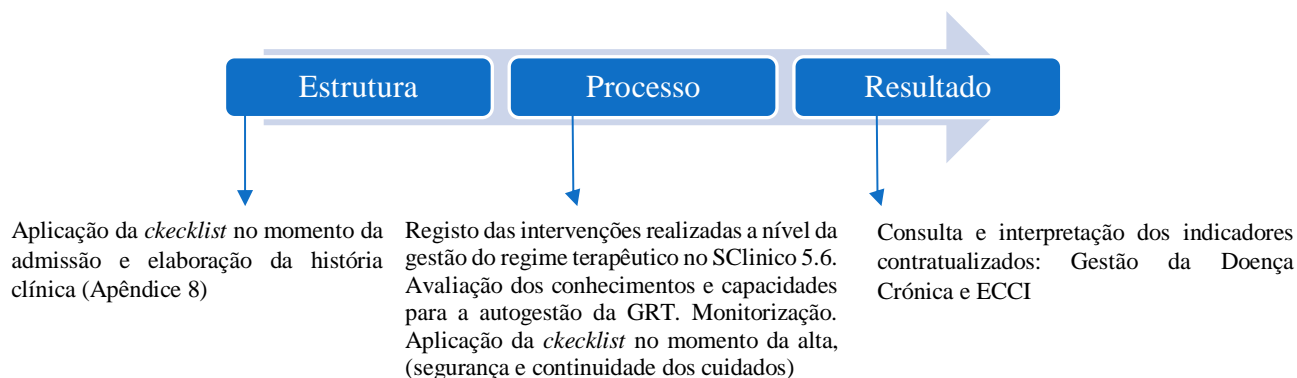 Estrutura
Processo
Resultado
Aplicação da ckecklist no momento da
admissão e elaboração da história
clínica (Apêndice 8)
Registo das intervenções realizadas a nível da
gestão do regime terapêutico no SClinico 5.6.
Avaliação dos conhecimentos e capacidades
para a autogestão da GRT. Monitorização.
Aplicação da ckecklist no momento da alta,
(segurança e continuidade dos cuidados)
Consulta e interpretação dos indicadores
contratualizados: Gestão da Doença
Crónica e ECCI